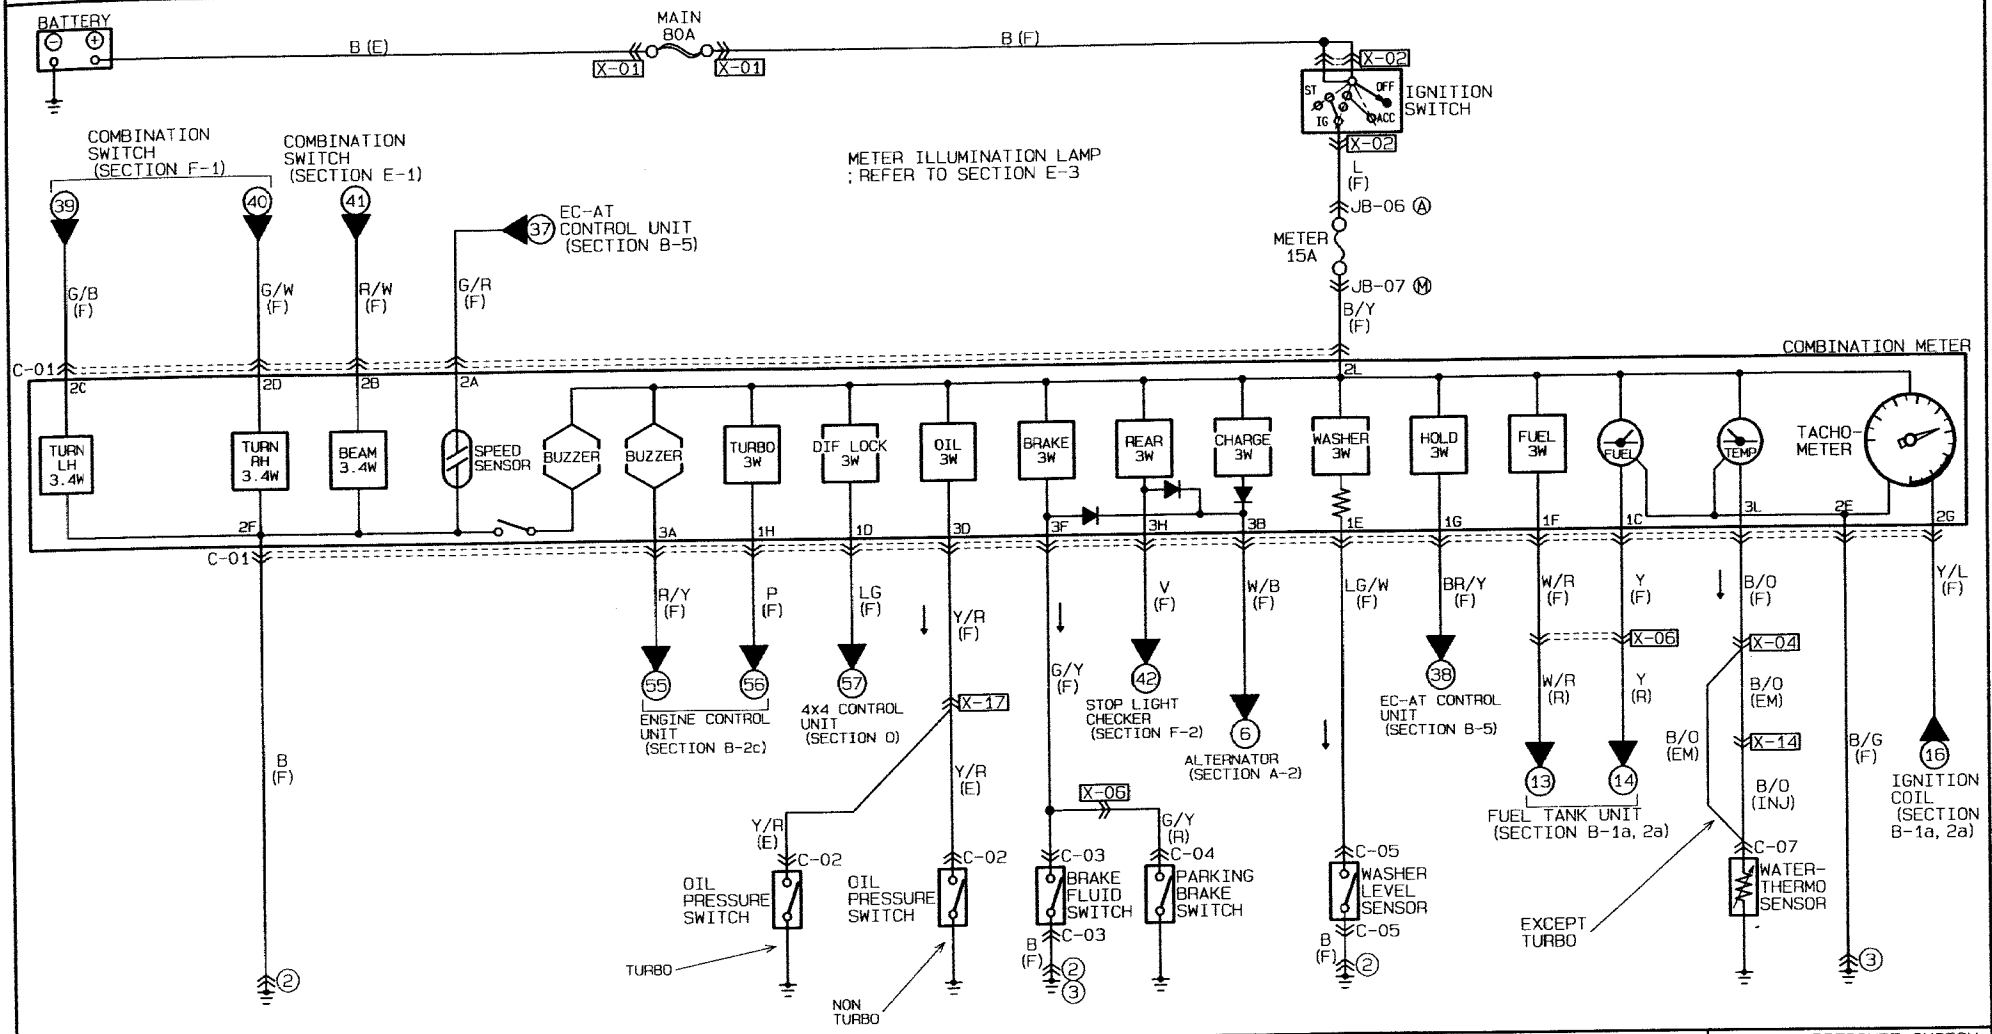 BATTERY
B (E)
MAIN
80A
X-01
X-01
B (F)
X-02
ST
OFF
IG
ACC
IGNITION
SWITCH
X-02
L
(F)
JB-06 A
METER
15A
JB-07 M
B/Y
(F)
COMBINATION
SWITCH
(SECTION F-1)
COMBINATION
SWITCH
(SECTION E-1)
METER ILLUMINATION LAMP
; REFER TO SECTION E-3
39
40
41
37
EC-AT
CONTROL UNIT
(SECTION B-5)
G/B
(F)
G/W
(F)
R/W
(F)
G/R
(F)
COMBINATION METER
C-01
2C
2D
2B
2A
2L
TURN
LH
3.4W
TURN
RH
3.4W
BEAM
3.4W
SPEED
SENSOR
BUZZER
BUZZER
TURBO
3W
DIF LOCK
3W
OIL
3W
BRAKE
3W
REAR
3W
CHARGE
3W
WASHER
3W
HOLD
3W
FUEL
3W
FUEL
TEMP
TACHO-
METER
2F
3A
1H
1D
3D
3F
3H
3B
1E
1G
1F
1C
3L
2E
2G
C-01
R/Y
(F)
P
(F)
LG
(F)
Y/R
(F)
G/Y
(F)
V
(F)
W/B
(F)
LG/W
(F)
BR/Y
(F)
W/R
(F)
Y
(F)
B/O
(F)
Y/L
(F)
X-06
X-04
55
56
57
42
38
ENGINE CONTROL
UNIT
(SECTION B-2c)
4X4 CONTROL
UNIT
(SECTION O)
X-17
STOP LIGHT
CHECKER
(SECTION F-2)
6
ALTERNATOR
(SECTION A-2)
EC-AT CONTROL
UNIT
(SECTION B-5)
W/R
(R)
Y
(R)
B/O
(EM)
B/O
(EM)
X-14
B/G
(F)
16
IGNITION
COIL
(SECTION
B-1a, 2a)
13
14
FUEL TANK UNIT
(SECTION B-1a, 2a)
B/O
(INJ)
B
(F)
Y/R
(E)
Y/R
(E)
X-06
G/Y
(R)
C-02
C-02
C-03
C-04
C-05
C-07
OIL
PRESSURE
SWITCH
OIL
PRESSURE
SWITCH
BRAKE
FLUID
SWITCH
PARKING
BRAKE
SWITCH
WASHER
LEVEL
SENSOR
WATER-
THERMO
SENSOR
C-03
B
(F)
2
3
C-05
B
(F)
2
EXCEPT
TURBO
TURBO
NON
TURBO
2
3